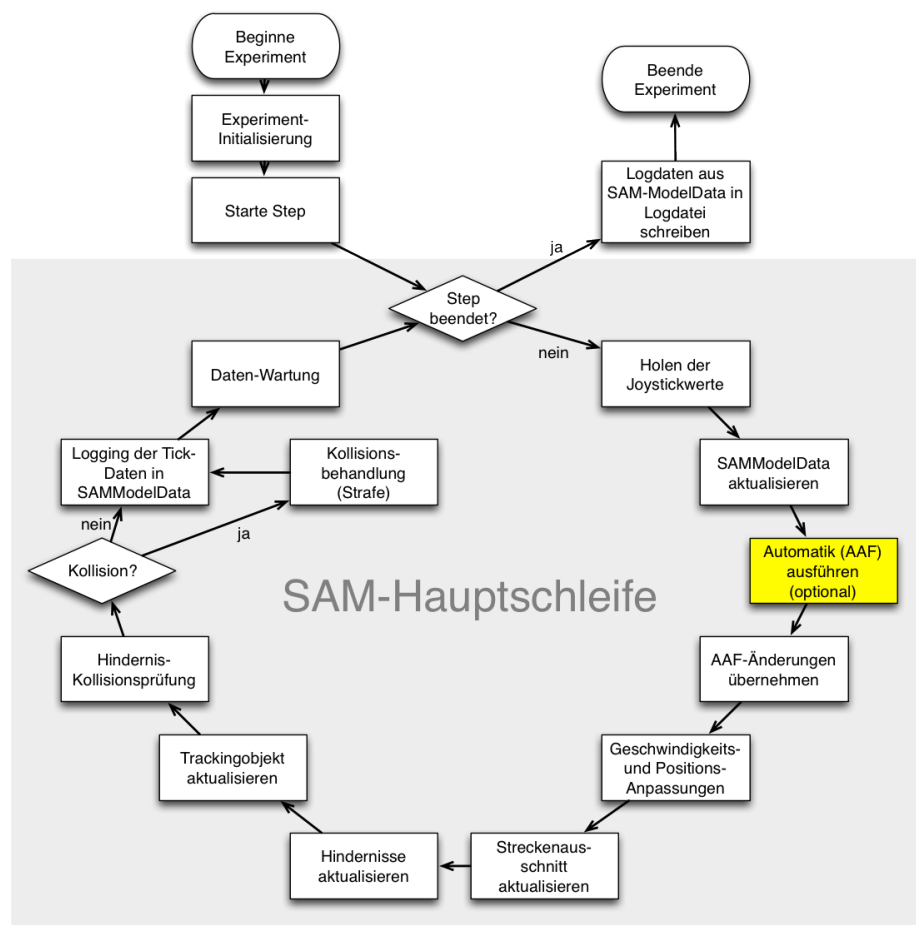 Beginne
Experiment
Experiment-
Initialisierung
Starte Step
Beende
Experiment
Logdaten aus
SAM-ModelData in
Logdatei
schreiben
ja
Step
beendet?
nein
Holen der
Joystickwerte
SAMModelData
aktualisieren
Automatik (AAF)
ausführen
(optional)
AAF-Änderungen
übernehmen
Geschwindigkeits-
und Positions-
Anpassungen
Streckenaus-
schnitt
aktualisieren
Hindernisse
aktualisieren
Trackingobjekt
aktualisieren
Hindernis-
Kollisionsprüfung
Kollision?
nein
ja
Kollisions-
behandlung
(Strafe)
Logging der Tick-
Daten in
SAMModelData
Daten-Wartung
SAM-Hauptschleife